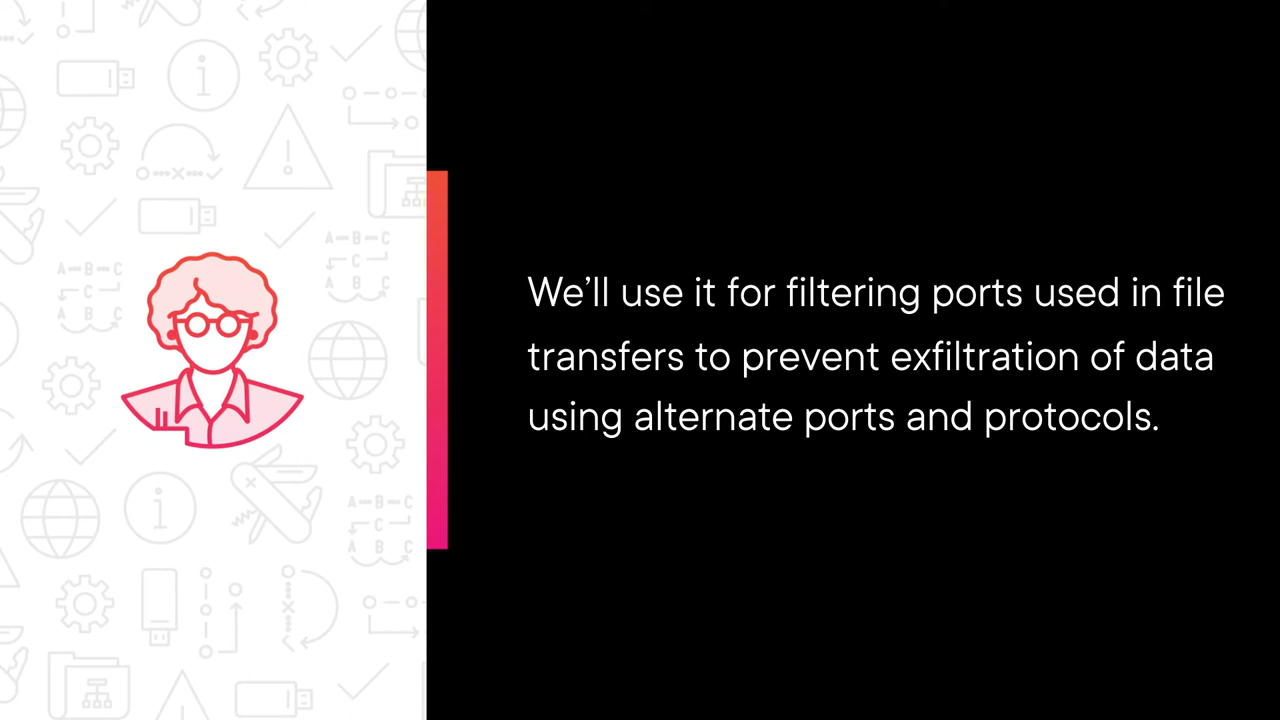 We'll use it for filtering ports used in file
transfers to prevent exfiltration of data
using alternate ports and protocols.
A B C
C
A B C
A B C
C
A B C
A B C
C
A B C